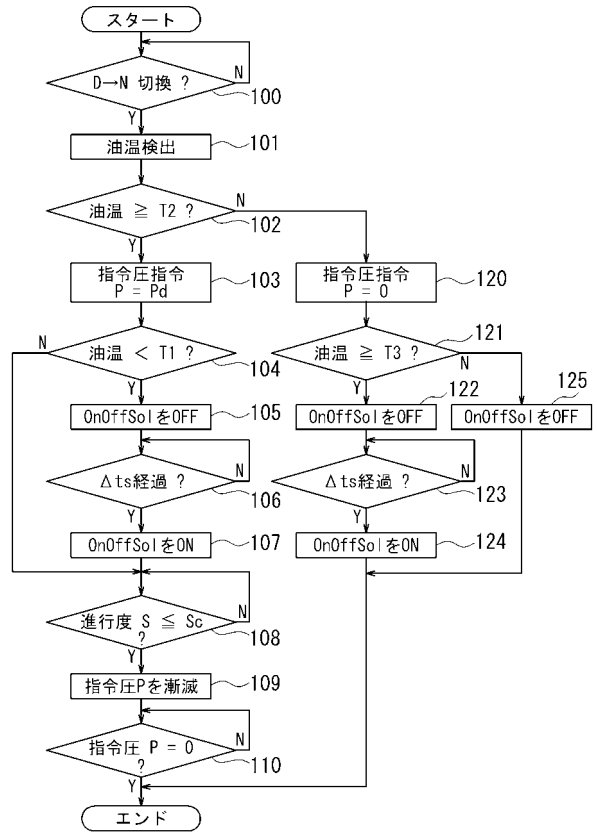 スタート
D→N 切換 ?
N
100
Y
油温検出
101
油温 ≧ T2 ?
N
102
Y
指令圧指令
P = Pd
103
指令圧指令
P = 0
120
N
油温 < T1 ?
104
Y
油温 ≧ T3 ?
121
N
Y
OnOffSolをOFF
105
OnOffSolをOFF
122
OnOffSolをOFF
125
Δts経過 ?
N
106
Y
Δts経過 ?
N
123
Y
OnOffSolをON
107
OnOffSolをON
124
進行度 S ≦ Sc
?
N
108
Y
指令圧Pを漸減
109
指令圧 P = 0
?
N
110
Y
エンド